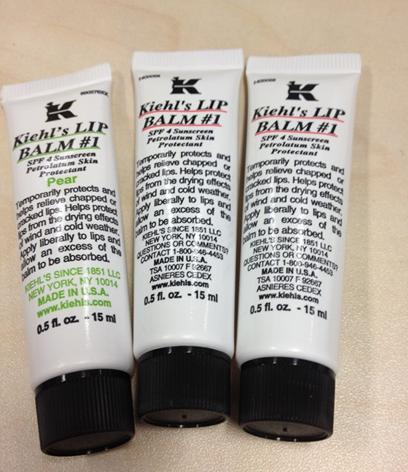 Kiehl's LIP
BALM #1
SPF 4 Sunscreen
Petrolatum Skin
Protectant
Pear
Temporarily protects and
helps relieve chapped or
cracked lips. Helps protect
lips from the drying effects
of wind and cold weather.
Apply liberally to lips and
allow an excess of the
balm to be absorbed.
KIEHL'S SINCE 1851 LLC
NEW YORK, NY 10014
MADE IN U.S.A.
www.kiehls.com
0.5 fl. oz. - 15 ml
Kiehl's LIP
BALM #1
SPF 4 Sunscreen
Petrolatum Skin
Protectant
Temporarily protects and
helps relieve chapped or
cracked lips. Helps protect
lips from the drying effects
of wind and cold weather.
Apply liberally to lips and
allow an excess of the
balm to be absorbed.
KIEHL'S SINCE 1851 LLC
NEW YORK, NY 10014
QUESTIONS OR COMMENTS?
CONTACT 1-800-946-4453
MADE IN U.S.A.
TSA 10007 F 92667
ASNIERES CEDEX
www.kiehls.com
0.5 fl. oz. - 15 ml
Kiehl's LIP
BALM #1
SPF 4 Sunscreen
Petrolatum Skin
Protectant
Temporarily protects and
helps relieve chapped or
cracked lips. Helps protect
lips from the drying effects
of wind and cold weather.
Apply liberally to lips and
allow an excess of the
balm to be absorbed.
KIEHL'S SINCE 1851 LLC
NEW YORK, NY 10014
QUESTIONS OR COMMENTS?
CONTACT 1-800-946-4453
MADE IN U.S.A.
TSA 10007 F 92667
ASNIERES CEDEX
www.kiehls.com
0.5 fl. oz. - 15 ml